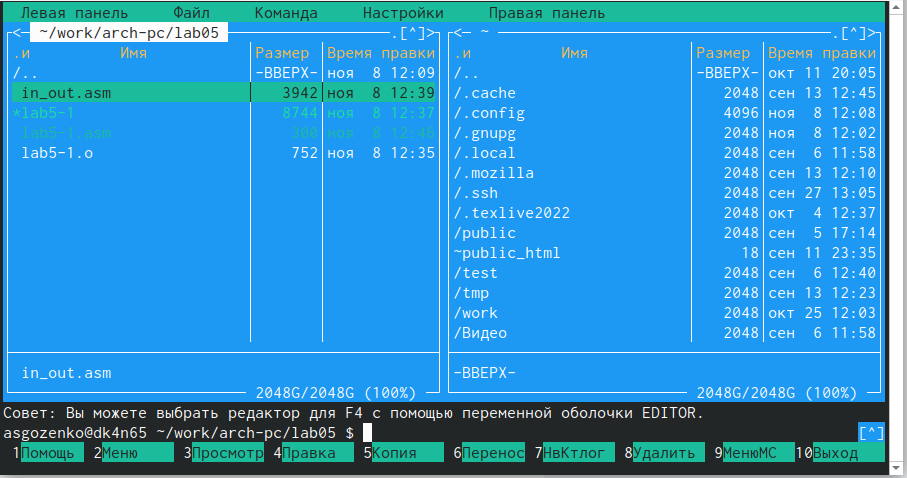 Левая панель Файл Команда Настройки Правая панель
<─ ~/work/arch-pc/lab05 ─.[^]>
.и Имя Размер Время правки
/.. -ВВЕРХ- ноя 8 12:09
in_out.asm 3942 ноя 8 12:39
*lab5-1 8744 ноя 8 12:37
lab5-1.asm 300 ноя 8 12:46
lab5-1.o 752 ноя 8 12:35
in_out.asm
2048G/2048G (100%)
<─ ~ ─.[^]>
.и Имя Размер Время правки
/.. -ВВЕРХ- окт 11 20:05
/.cache 2048 сен 13 12:45
/.config 4096 ноя 8 12:08
/.gnupg 2048 ноя 8 12:02
/.local 2048 сен 6 11:58
/.mozilla 2048 сен 13 12:10
/.ssh 2048 сен 27 13:05
/.texlive2022 2048 окт 4 12:37
/public 2048 сен 5 17:14
~public_html 18 сен 11 23:35
/test 2048 сен 6 12:40
/tmp 2048 сен 13 12:23
/work 2048 окт 25 12:03
/Видео 2048 сен 6 11:58
-ВВЕРХ-
2048G/2048G (100%)
Совет: Вы можете выбрать редактор для F4 с помощью переменной оболочки EDITOR.
asgozenko@dk4n65 ~/work/arch-pc/lab05 $ [^]
1Помощь 2Меню 3Просмотр 4Правка 5Копия 6Перенос 7НвКтлог 8Удалить 9МенюМС 10Выход